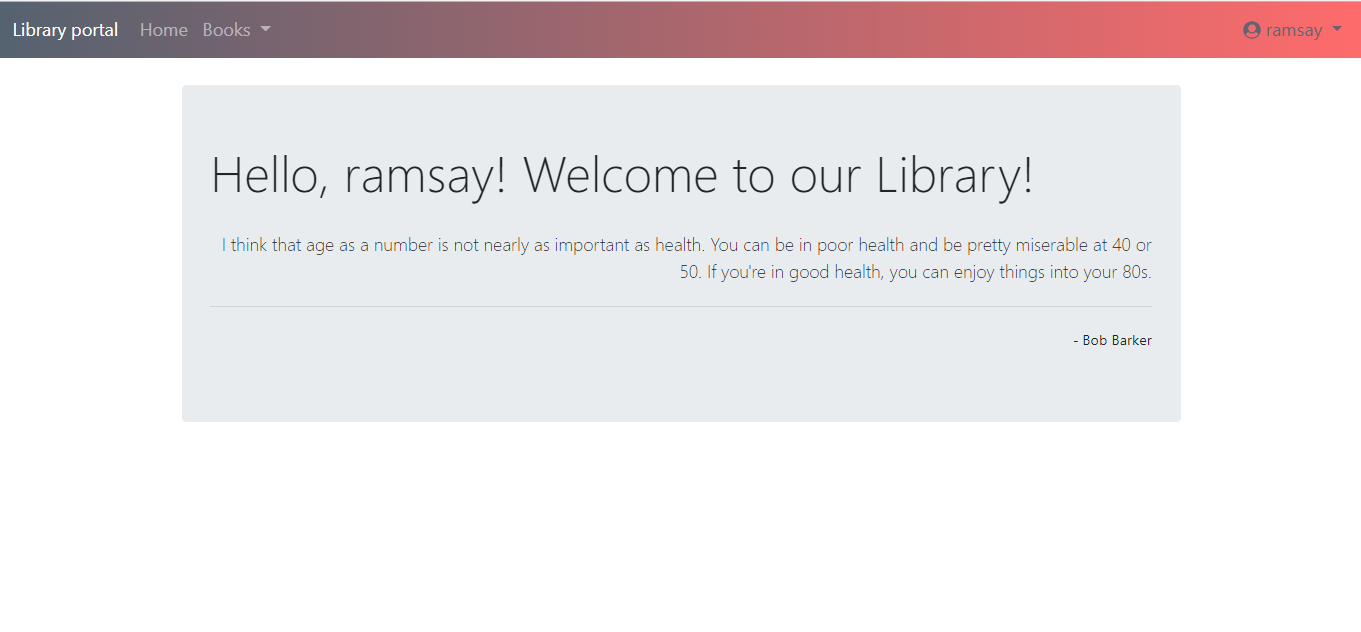 Library portal Home Books ramsay
Hello, ramsay! Welcome to our Library!
I think that age as a number is not nearly as important as health. You can be in poor health and be pretty miserable at 40 or
50. If you're in good health, you can enjoy things into your 80s.
- Bob Barker